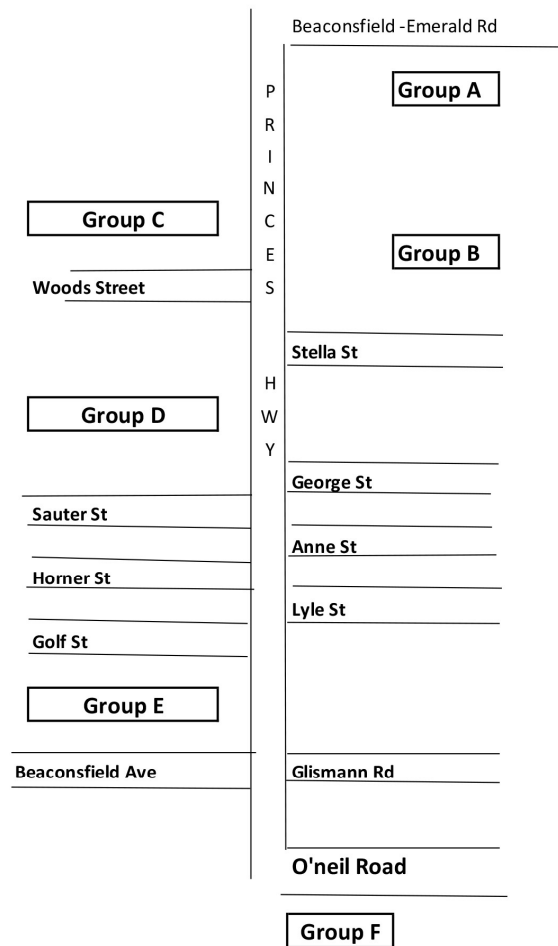 Beaconsfield -Emerald Rd
Group A
P
R
I
N
C
E
S
Group C
Group B
Woods Street
Stella St
H
W
Y
Group D
George St
Sauter St
Anne St
Horner St
Lyle St
Golf St
Group E
Beaconsfield Ave
Glismann Rd
O'neil Road
Group F